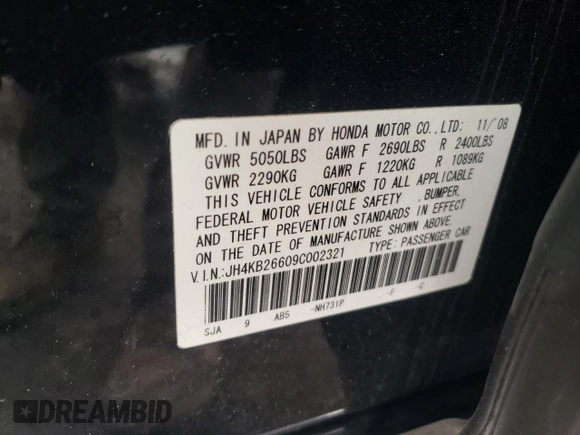 MFD. IN JAPAN BY HONDA MOTOR CO., LTD: 11/'08
GVWR 5050LBS GAWR F 2690LBS R 2400LBS
GVWR 2290KG GAWR F 1220KG R 1089KG
THIS VEHICLE CONFORMS TO ALL APPLICABLE
FEDERAL MOTOR VEHICLE SAFETY , BUMPER,
AND THEFT PREVENTION STANDARDS IN EFFECT
ON THE DATE OF MANUFACTURE SHOWN ABOVE.
V.I.N.:JH4KB26609C002321 TYPE: PASSENGER CAR
SJA 9 AB5 -NH731P -F -G
DREAMBID